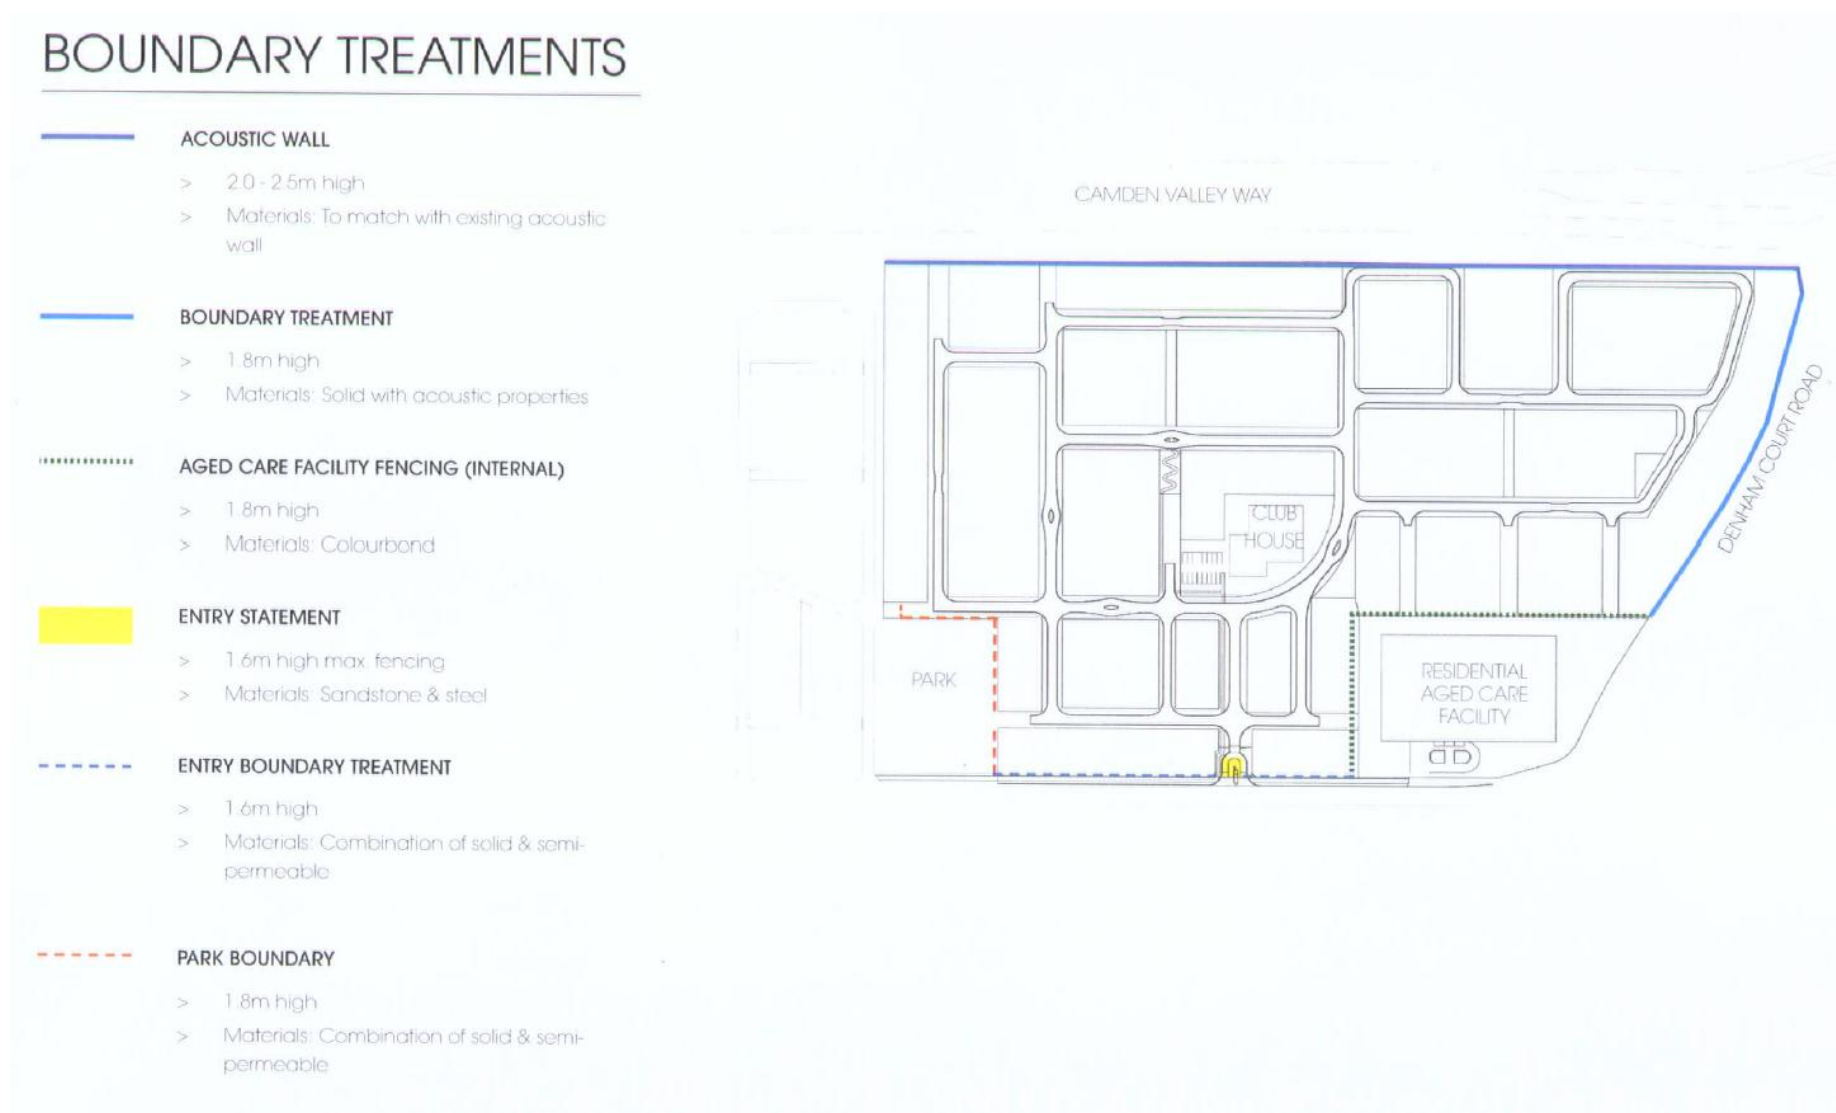 BOUNDARY TREATMENTS
ACOUSTIC WALL
> 2.0 - 2.5m high
> Materials: To match with existing acoustic
wall
BOUNDARY TREATMENT
> 1.8m high
> Materials: Solid with acoustic properties
AGED CARE FACILITY FENCING (INTERNAL)
> 1.8m high
> Materials: Colourbond
ENTRY STATEMENT
> 1.6m high max. fencing
> Materials: Sandstone & steel
ENTRY BOUNDARY TREATMENT
> 1.6m high
> Materials: Combination of solid & semi-
permeable
PARK BOUNDARY
> 1.8m high
> Materials: Combination of solid & semi-
permeable
CAMDEN VALLEY WAY
DENHAM COURT ROAD
CLUB
HOUSE
PARK
RESIDENTIAL
AGED CARE
FACILITY